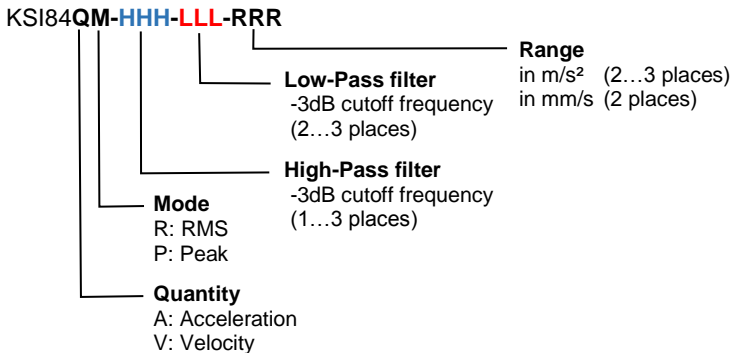 KSI84QM-HHH-LLL-RRR
Range
in m/s² (2…3 places)
in mm/s (2 places)
Low-Pass filter
-3dB cutoff frequency
(2…3 places)
High-Pass filter
-3dB cutoff frequency
(1…3 places)
Mode
R: RMS
P: Peak
Quantity
A: Acceleration
V: Velocity